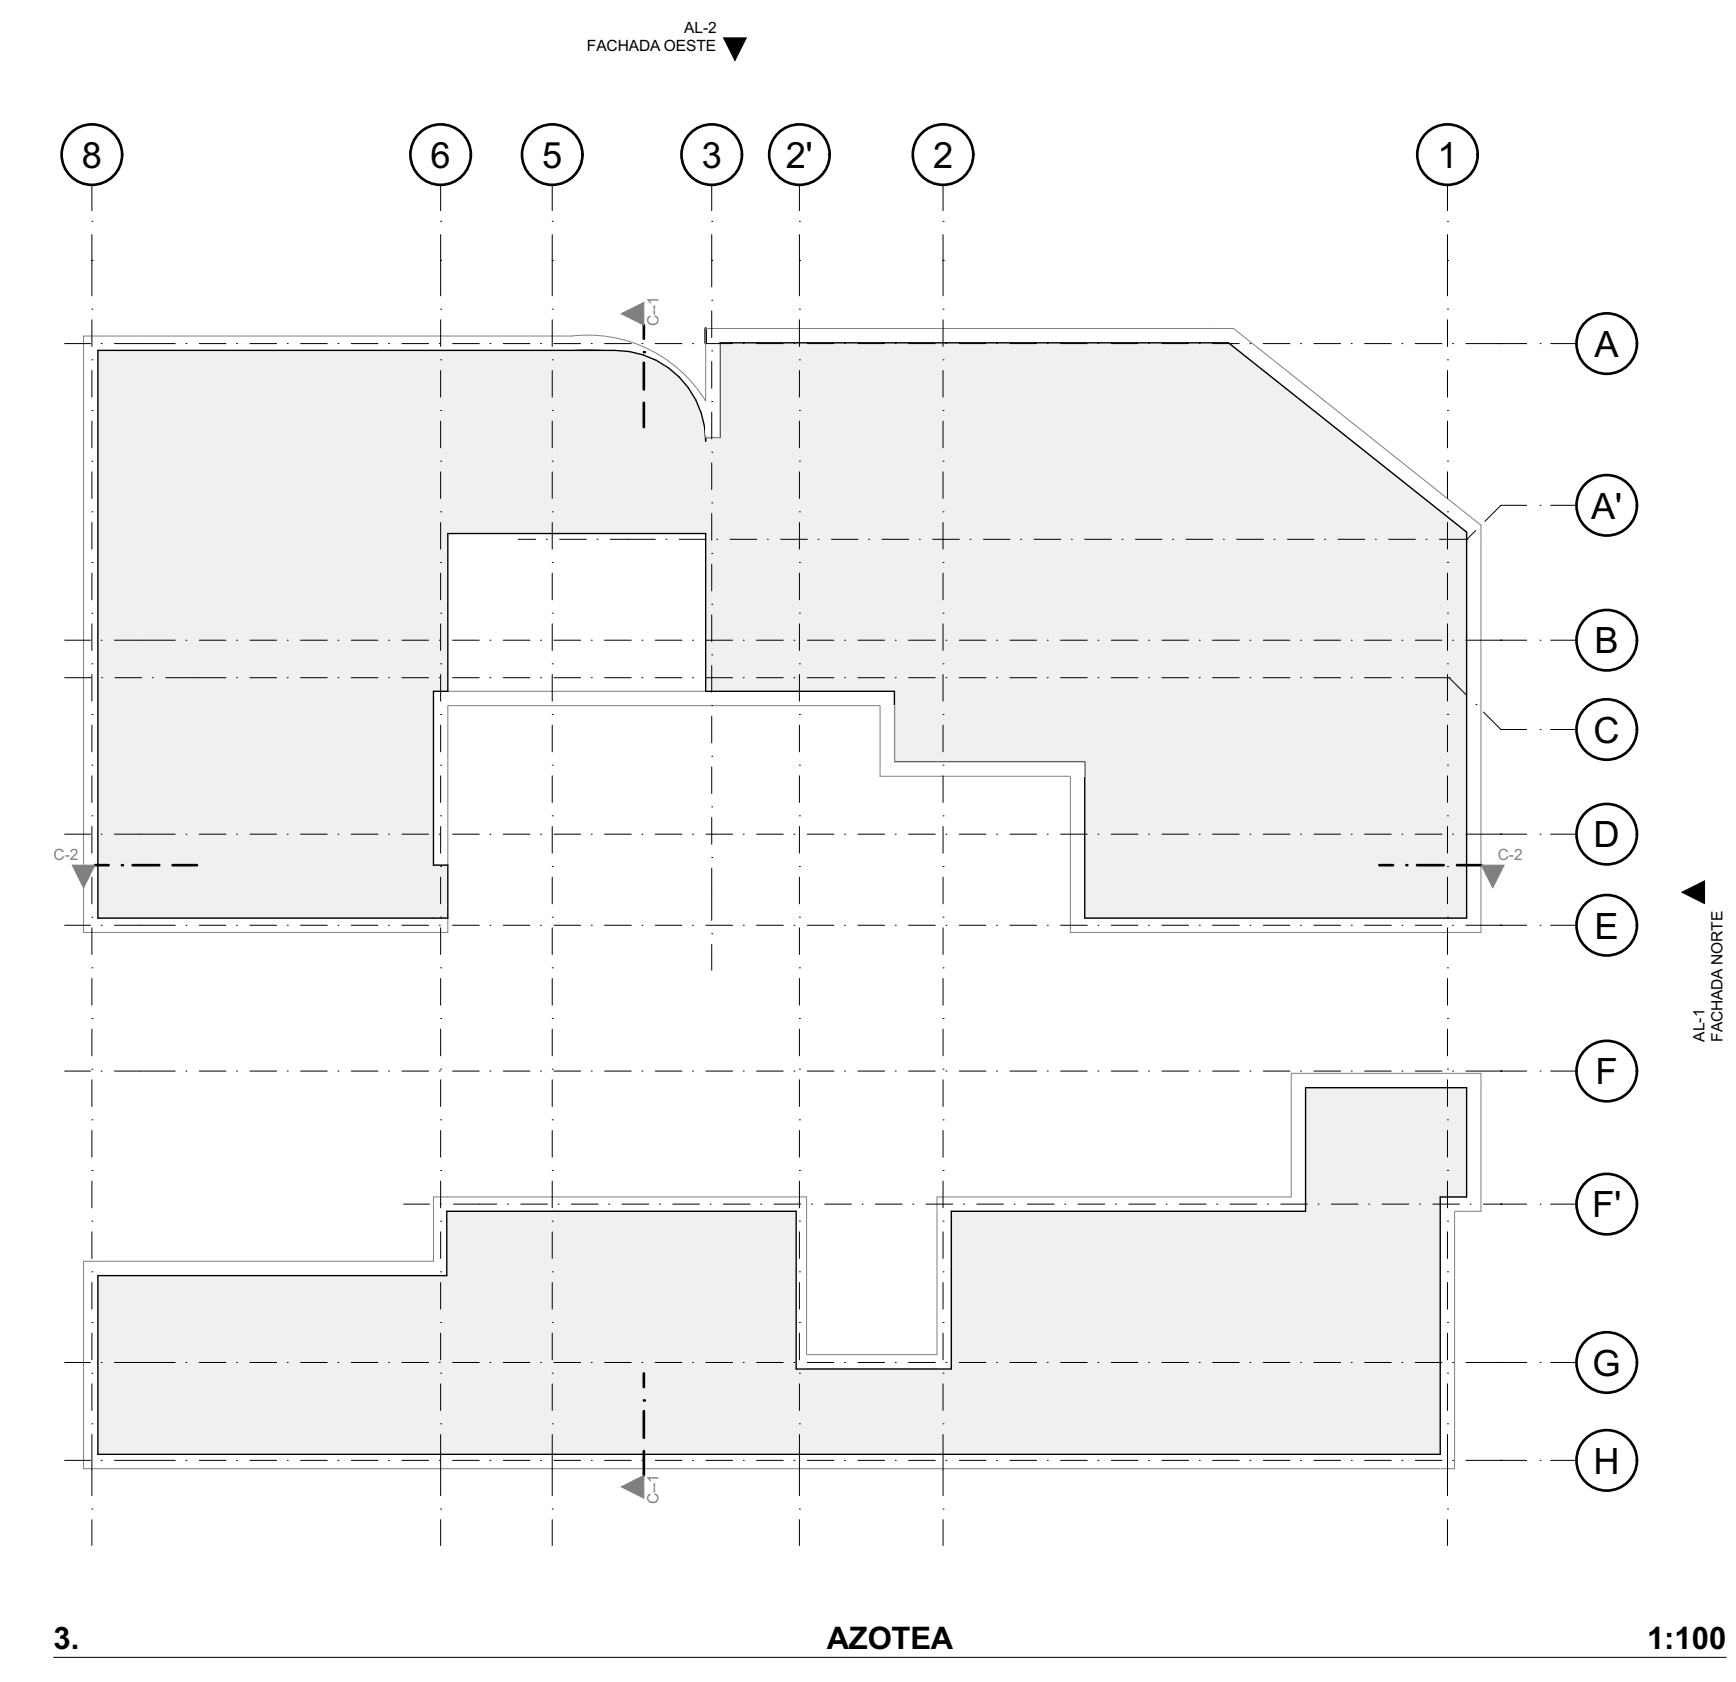 AL-2
FACHADA OESTE
8 6 5 3 2' 2 1
C-1
A
A'
B
C
D
C-2 C-2
E
AL-1
FACHADA NORTE
F
F'
G
H
C-1
3. AZOTEA 1:100